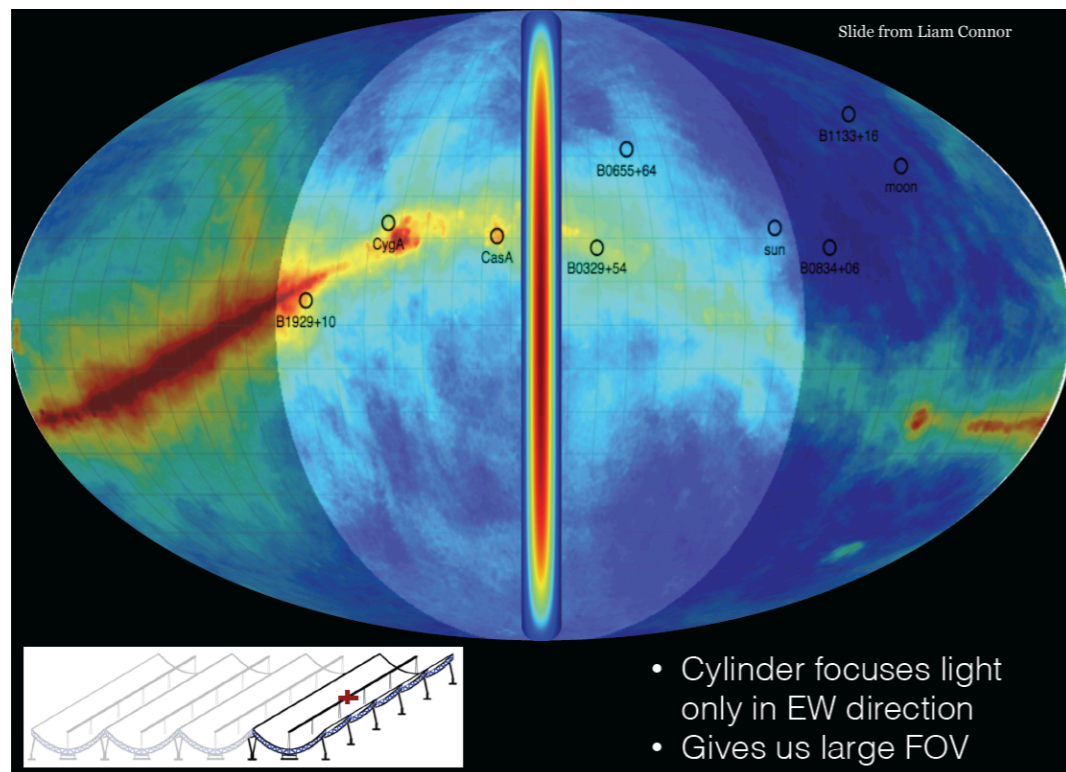 Slide from Liam Connor
B1133+16
B0655+64
moon
CygA
CasA
B0329+54
sun
B0834+06
B1929+10
• Cylinder focuses light
only in EW direction
• Gives us large FOV